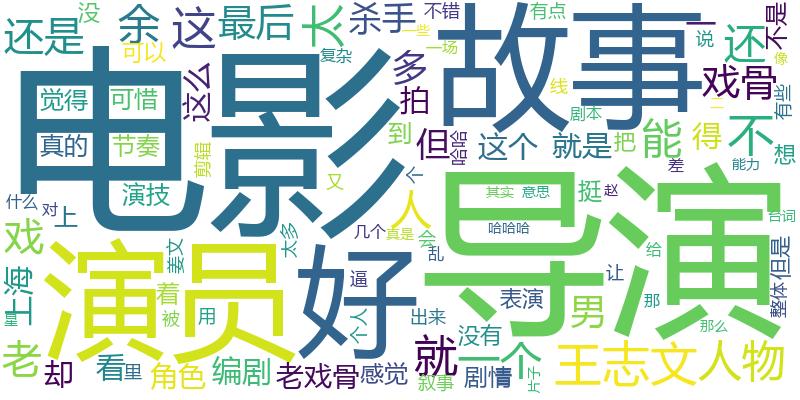 没
余
这
最后
太
杀手
不错
有点
一
说
不是
还是
可以
一些
一场
复杂
故事
还
像
这么
多
线
戏骨
二
有些
觉得
可惜
电影
拍
哈哈
剧本
真的
节奏
剪辑
到
但
这个
就是
把
能
得
不
想
演技
又
个
其实
意思
挺
赵
差
能力
什么
对
上
人
导演
台词
戏
姜文
太多
几个
真是
会
哈哈哈
给
上海
演员
好
乱
让
那
整体
但是
着
被
用
逼
个人
出来
表演
男
那么
星
老
却
看
里
角色
编剧
老戏骨
感觉
就
没有
一个
叙事
剧情
片子
王志文
人物